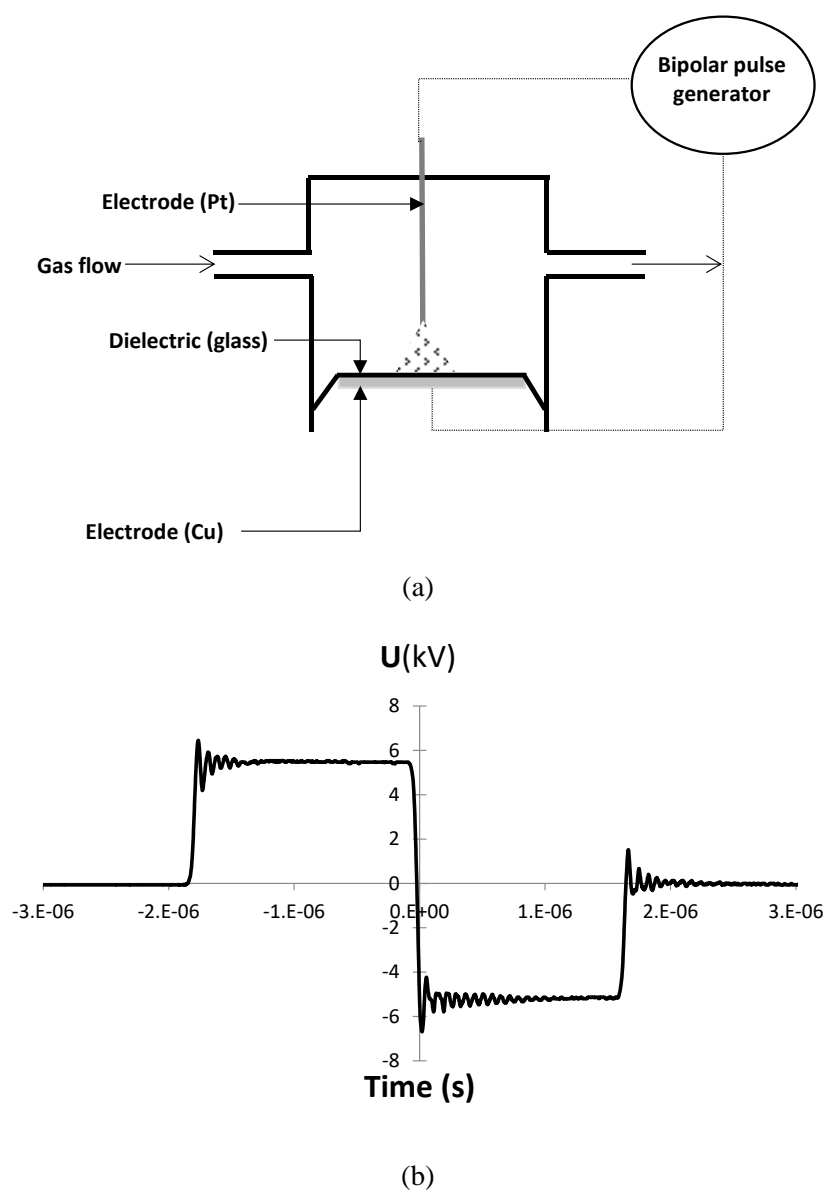 Bipolar pulse
generator
Electrode (Pt)
Gas flow
Dielectric (glass)
Electrode (Cu)
(a)
U(kV)
8
6
4
2
0
-2
-4
-6
-8
-3.E-06 -2.E-06 -1.E-06 0.E+00 1.E-06 2.E-06 3.E-06
Time (s)
(b)